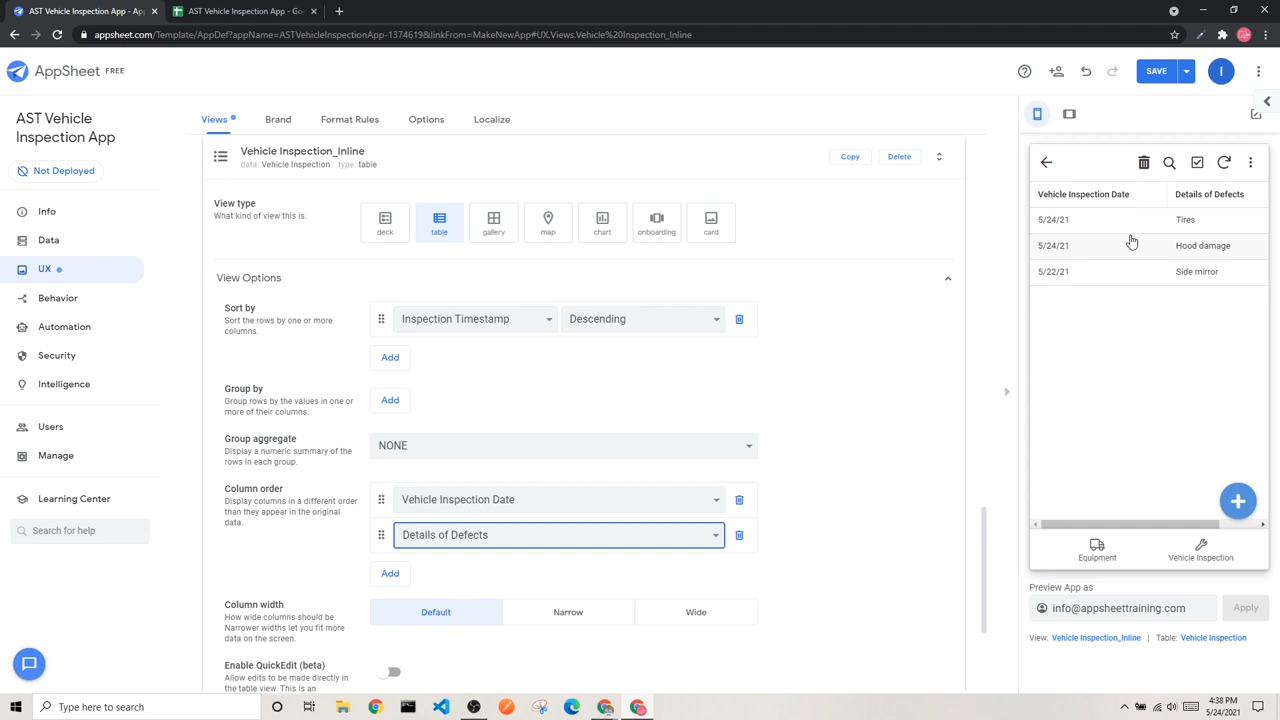 AST Vehicle Inspection App - App
AST Vehicle Inspection App - Goo
appsheet.com/Template/AppDef?appName=ASTVehicleInspectionApp-1374619&linkFrom=MakeNewApp#UX.Views.Vehicle%20Inspection_Inline
AppSheet FREE
SAVE
I
AST Vehicle
Inspection App
Not Deployed
Info
Data
UX
Behavior
Automation
Security
Intelligence
Users
Manage
Learning Center
Search for help
Views
Brand
Format Rules
Options
Localize
Vehicle Inspection_Inline
data: Vehicle Inspection type: table
Copy
Delete
View type
What kind of view this is.
deck
table
gallery
map
chart
onboarding
card
View Options
Sort by
Sort the rows by one or more
columns.
Inspection Timestamp
Descending
Add
Group by
Group rows by the values in one or
more of their columns.
Add
Group aggregate
Display a numeric summary of the
rows in each group.
NONE
Column order
Display columns in a different order
than they appear in the original
data.
Vehicle Inspection Date
Details of Defects
Add
Column width
How wide columns should be.
Narrower widths let you fit more
data on the screen.
Default
Narrow
Wide
Enable QuickEdit (beta)
Allow edits to be made directly in
the table view. This is an
Vehicle Inspection Date Details of Defects
5/24/21 Tires
5/24/21 Hood damage
5/22/21 Side mirror
Equipment
Vehicle Inspection
Preview App as
info@appsheettraining.com
Apply
View: Vehicle Inspection_Inline | Table: Vehicle Inspection
Type here to search
4:38 PM
5/24/2021